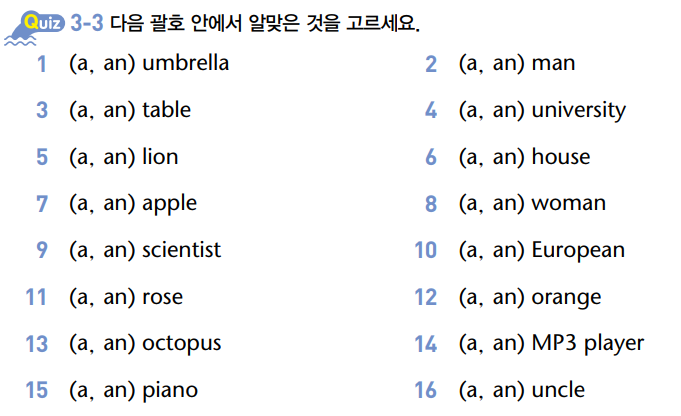 Quiz 3-3 다음 괄호 안에서 알맞은 것을 고르세요.
1 (a, an) umbrella 2 (a, an) man
3 (a, an) table 4 (a, an) university
5 (a, an) lion 6 (a, an) house
7 (a, an) apple 8 (a, an) woman
9 (a, an) scientist 10 (a, an) European
11 (a, an) rose 12 (a, an) orange
13 (a, an) octopus 14 (a, an) MP3 player
15 (a, an) piano 16 (a, an) uncle